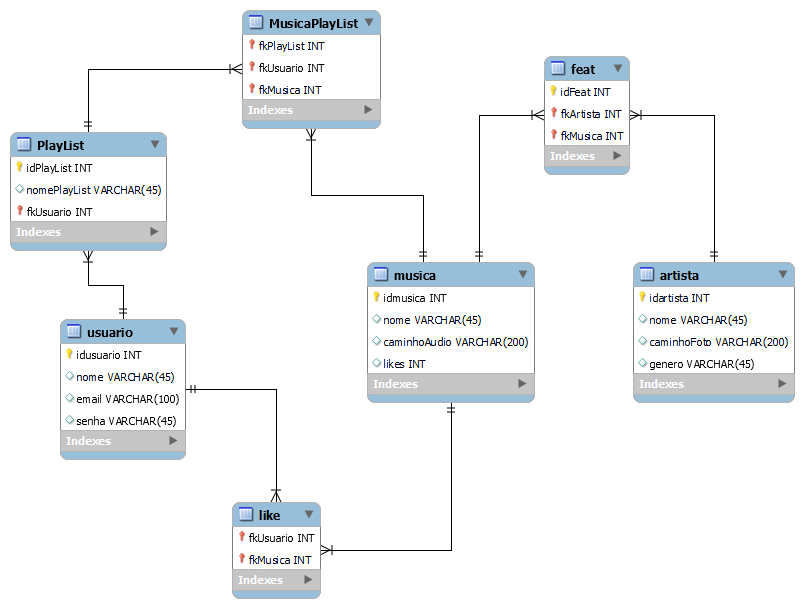 MusicaPlayList
fkPlayList INT
fkUsuario INT
fkMusica INT
Indexes
feat
idFeat INT
fkArtista INT
fkMusica INT
Indexes
PlayList
idPlayList INT
nomePlayList VARCHAR(45)
fkUsuario INT
Indexes
musica
idmusica INT
nome VARCHAR(45)
caminhoAudio VARCHAR(200)
likes INT
Indexes
artista
idartista INT
nome VARCHAR(45)
caminhoFoto VARCHAR(200)
genero VARCHAR(45)
Indexes
usuario
idusuario INT
nome VARCHAR(45)
email VARCHAR(100)
senha VARCHAR(45)
Indexes
like
fkUsuario INT
fkMusica INT
Indexes